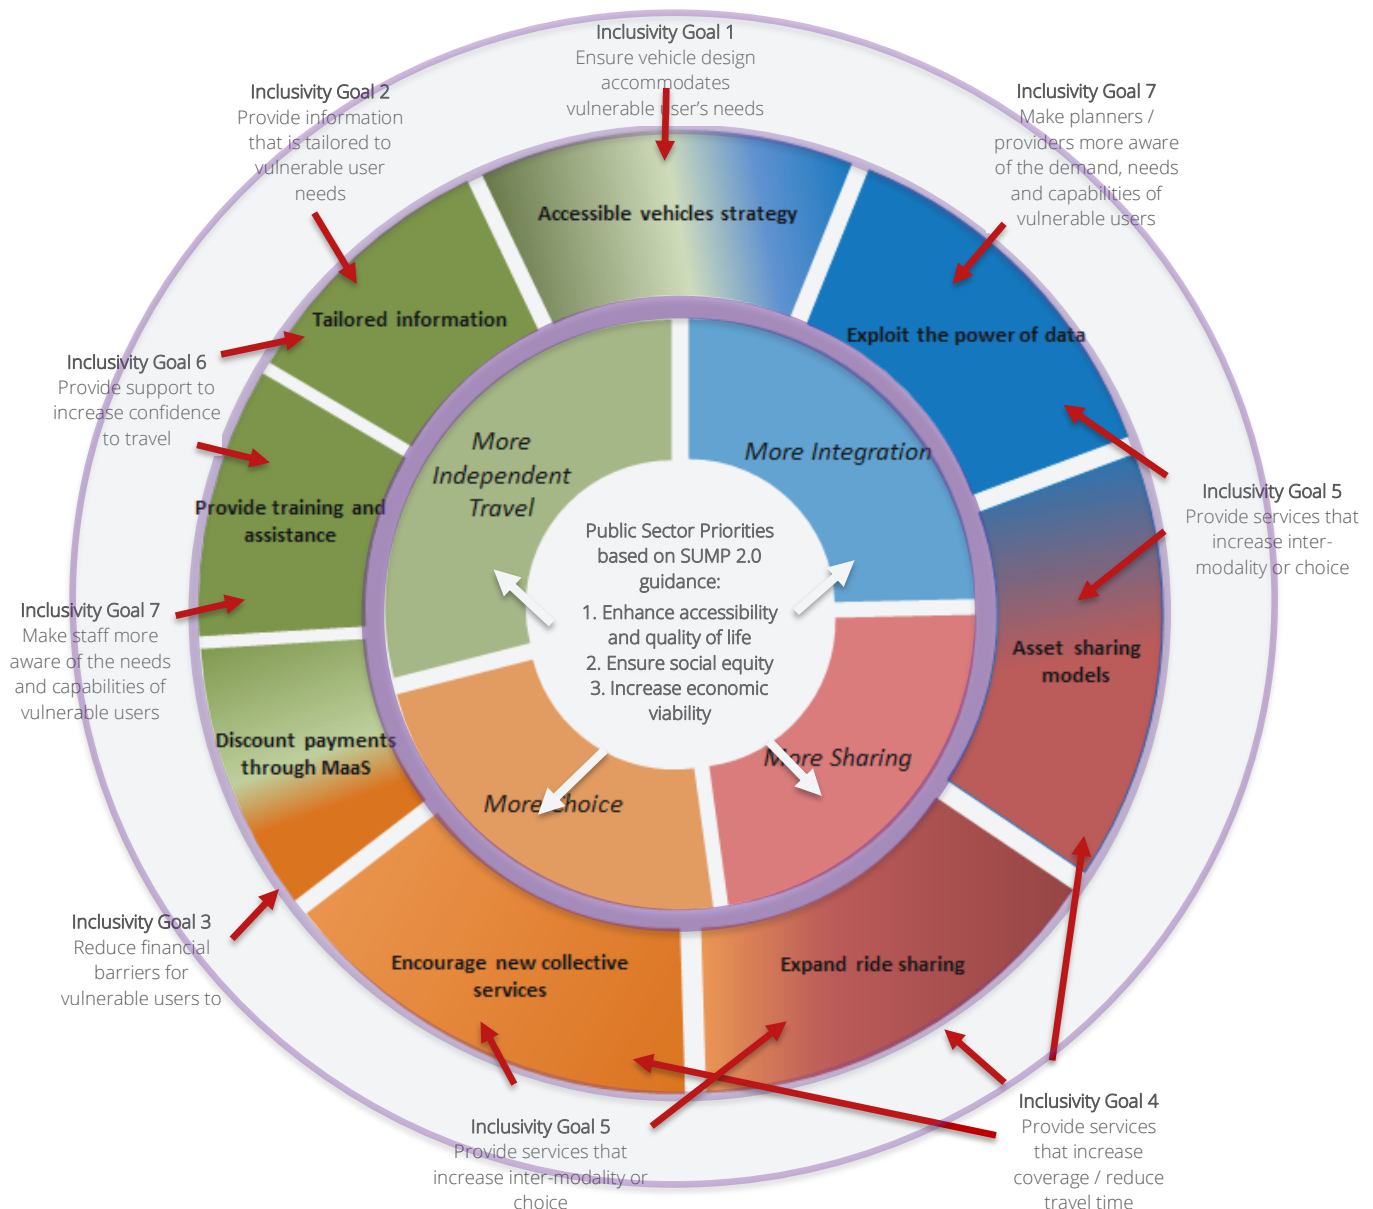 Inclusivity Goal 1
Ensure vehicle design
accommodates
vulnerable user's needs
Inclusivity Goal 2
Provide information
that is tailored to
vulnerable user
needs
Inclusivity Goal 7
Make planners /
providers more aware
of the demand, needs
and capabilities of
vulnerable users
Accessible vehicles strategy
Tailored information
Exploit the power of data
Inclusivity Goal 6
Provide support to
increase confidence
to travel
More
Independent
Travel
More Integration
Provide training and
assistance
Inclusivity Goal 5
Provide services that
increase inter-
modality or choice
Public Sector Priorities
based on SUMP 2.0
guidance:
1. Enhance accessibility
and quality of life
2. Ensure social equity
3. Increase economic
viability
Inclusivity Goal 7
Make staff more
aware of the needs
and capabilities of
vulnerable users
Asset sharing
models
Discount payments
through MaaS
More Sharing
More Choice
Inclusivity Goal 3
Reduce financial
barriers for
vulnerable users to
Encourage new collective
services
Expand ride sharing
Inclusivity Goal 5
Provide services that
increase inter-modality or
choice
Inclusivity Goal 4
Provide services
that increase
coverage / reduce
travel time